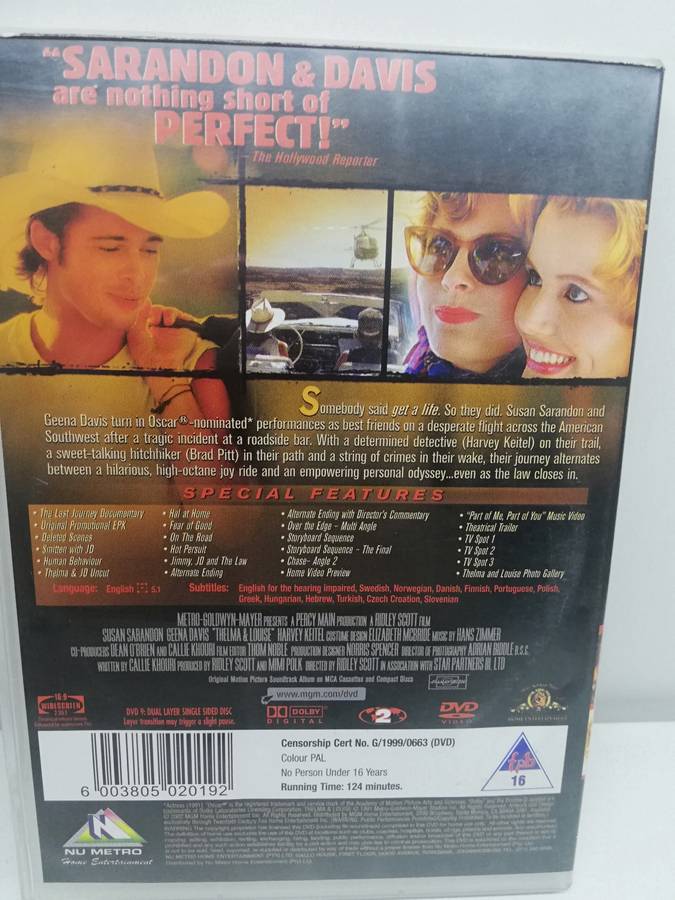 "SARANDON & DAVIS
are nothing short of
PERFECT!"
The Hollywood Reporter
Somebody said get a life. So they did. Susan Sarandon and
Geena Davis turn in Oscar®-nominated* performances as best friends on a desperate flight across the American
Southwest after a tragic incident at a roadside bar. With a determined detective (Harvey Keitel) on their trail,
a sweet-talking hitchhiker (Brad Pitt) in their path and a string of crimes in their wake, their journey alternates
between a hilarious, high-octane joy ride and an empowering personal odyssey...even as the law closes in.
SPECIAL FEATURES
• The Last Journey Documentary
• Original Promotional EPK
• Deleted Scenes
• Smitten with JD
• Human Behaviour
• Thelma & JD Uncut
• Hal at Home
• Fear of Good
• On The Road
• Hot Persuit
• Jimmy, JD and The Law
• Alternate Ending
• Alternate Ending with Director's Commentary
• Over the Edge - Multi Angle
• Storyboard Sequence
• Storyboard Sequence - The Final
• Chase- Angle 2
• Home Video Preview
• "Part of Me, Part of You" Music Video
• Theatrical Trailer
• TV Spot 1
• TV Spot 2
• TV Spot 3
• Thelma and Louise Photo Gallery
Language: English 5.1
Subtitles: English for the hearing impaired, Swedish, Norwegian, Danish, Finnish, Portuguese, Polish,
Greek, Hungarian, Hebrew, Turkish, Czech Croation, Slovenian
METRO-GOLDWYN-MAYER PRESENTS A PERCY MAIN PRODUCTION A RIDLEY SCOTT FILM
SUSAN SARANDON GEENA DAVIS "THELMA & LOUISE" HARVEY KEITEL COSTUME DESIGN ELIZABETH MCBRIDE MUSIC BY HANS ZIMMER
CO-PRODUCERS DEAN O'BRIEN AND CALLIE KHOURI FILM EDITOR THOM NOBLE PRODUCTION DESIGNER NORRIS SPENCER DIRECTOR OF PHOTOGRAPHY ADRIAN BIDDLE B.S.C.
WRITTEN BY CALLIE KHOURI PRODUCED BY RIDLEY SCOTT AND MIMI POLK DIRECTED BY RIDLEY SCOTT IN ASSOCIATION WITH STAR PARTNERS III, LTD
Original Motion Picture Soundtrack Album on MCA Cassettes and Compact Discs
PANAVISION
www.mgm.com/dvd
16:9
WIDESCREEN
DVD 9: DUAL LAYER SINGLE SIDED DISC
Layer transition may trigger a slight pause.
DOLBY
DIGITAL
2
DVD
VIDEO
HOME ENTERTAINMENT
6 003805 020192
Censorship Cert No. G/1999/0663 (DVD)
Colour PAL
No Person Under 16 Years
Running Time: 124 minutes.
fpb
16
NU METRO
Home Entertainment